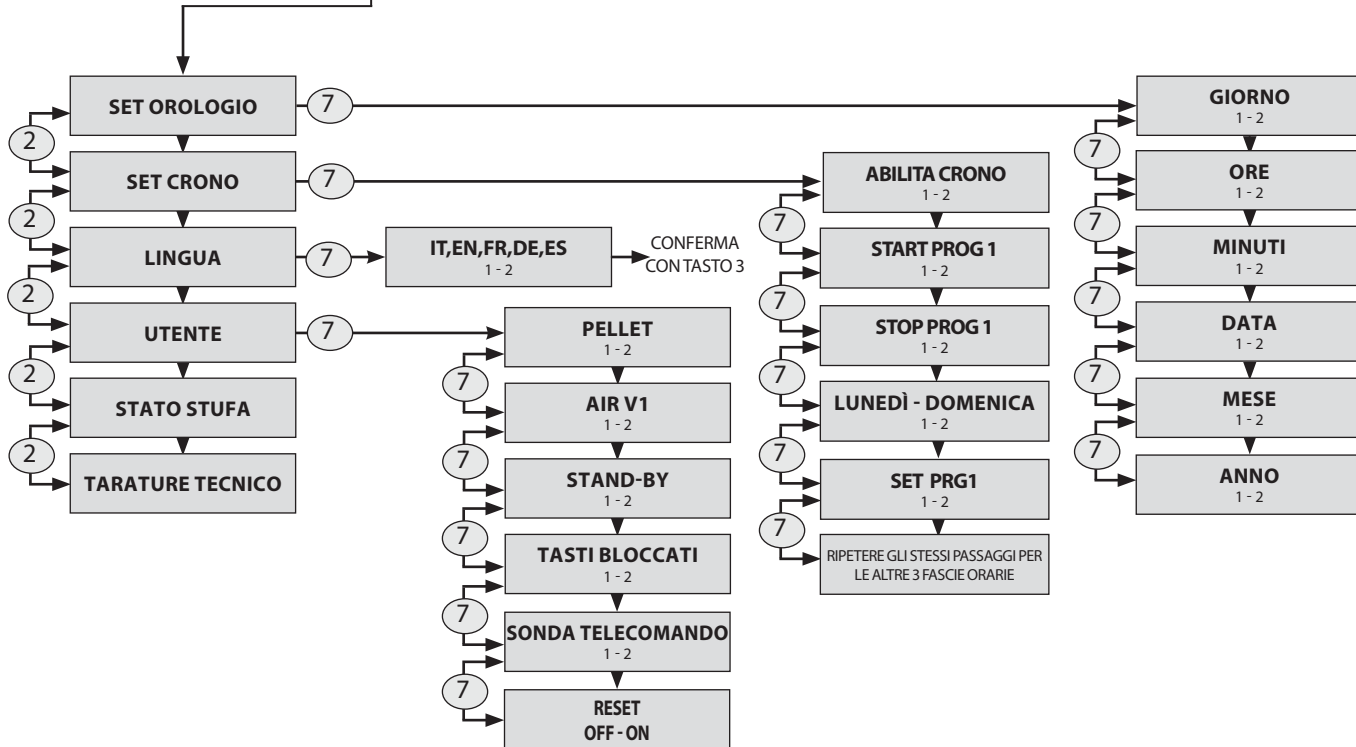 SET OROLOGIO
7
2
SET CRONO
7
2
LINGUA
7
IT,EN,FR,DE,ES
1 - 2
CONFERMA
CON TASTO 3
2
UTENTE
7
2
STATO STUFA
2
TARATURE TECNICO
PELLET
1 - 2
7
AIR V1
1 - 2
7
STAND-BY
1 - 2
7
TASTI BLOCCATI
1 - 2
7
SONDA TELECOMANDO
1 - 2
7
RESET
OFF - ON
ABILITA CRONO
1 - 2
7
START PROG 1
1 - 2
7
STOP PROG 1
1 - 2
7
LUNEDÌ - DOMENICA
1 - 2
7
SET PRG1
1 - 2
7
RIPETERE GLI STESSI PASSAGGI PER
LE ALTRE 3 FASCIE ORARIE
GIORNO
1 - 2
7
ORE
1 - 2
7
MINUTI
1 - 2
7
DATA
1 - 2
7
MESE
1 - 2
7
ANNO
1 - 2